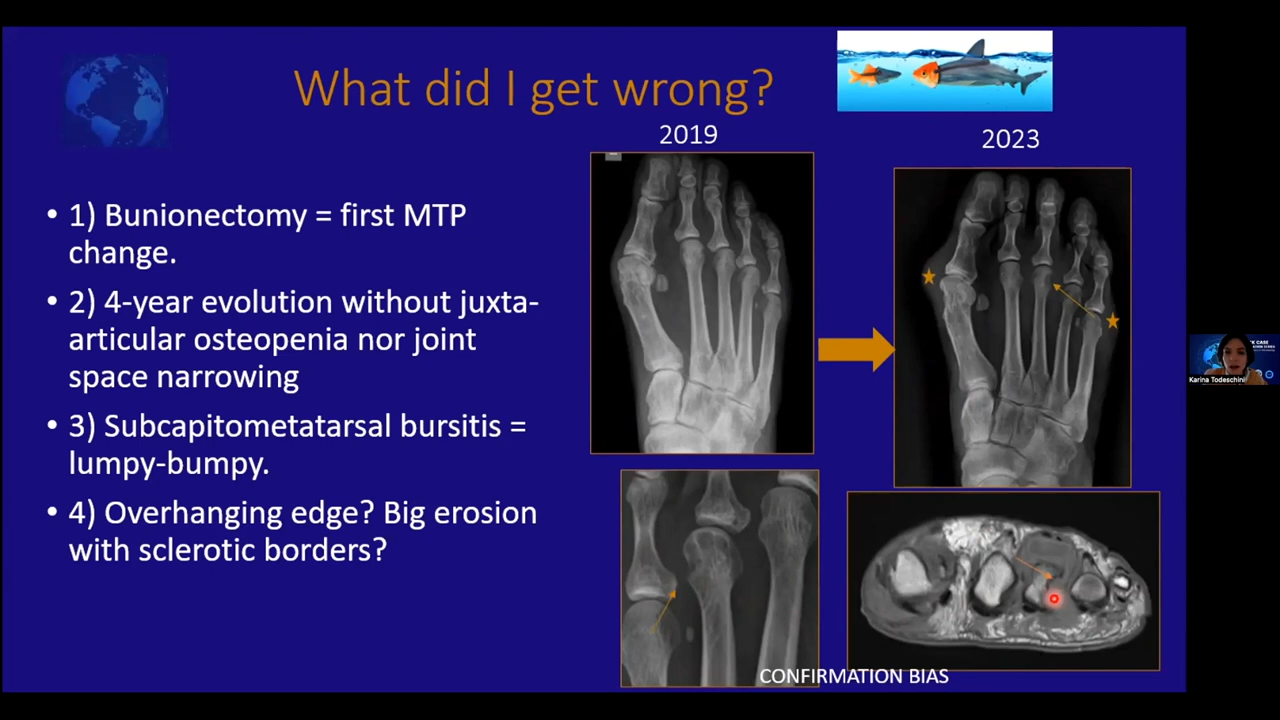 What did I get wrong?
2019
2023
• 1) Bunionectomy = first MTP
change.
• 2) 4-year evolution without juxta-
articular osteopenia nor joint
space narrowing
• 3) Subcapitometatarsal bursitis =
lumpy-bumpy.
• 4) Overhanging edge? Big erosion
with sclerotic borders?
CONFIRMATION BIAS
Karina Todeschini